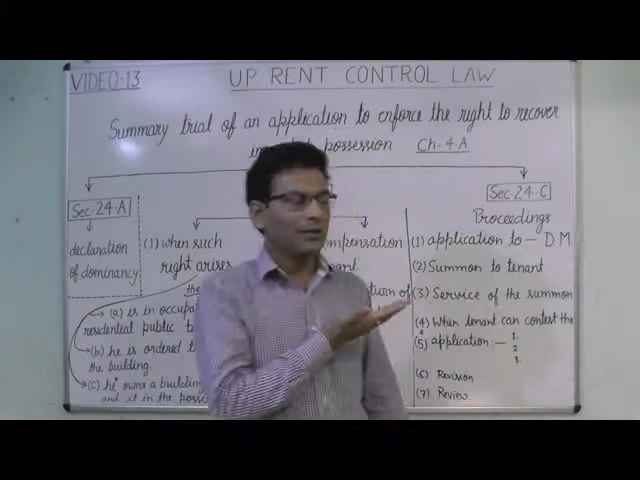 VIDEO-13
UP RENT CONTROL LAW
Summary trial of an application to enforce the right to recover
possession Ch-4-A
Sec.24-A
declaration
of dominancy
(1) when such
right arises
(a) is in
residential public
(b) he is ordered
the building.
(c) he owns a building
and it in the
Sec.24-C
Proceedings
(1) application to — DM
(2) Summon to tenant
(3) Service of the summon
(4) When tenant can contest the
(5) application:—
1.
2.
3.
(6) Revision
(7) Review.